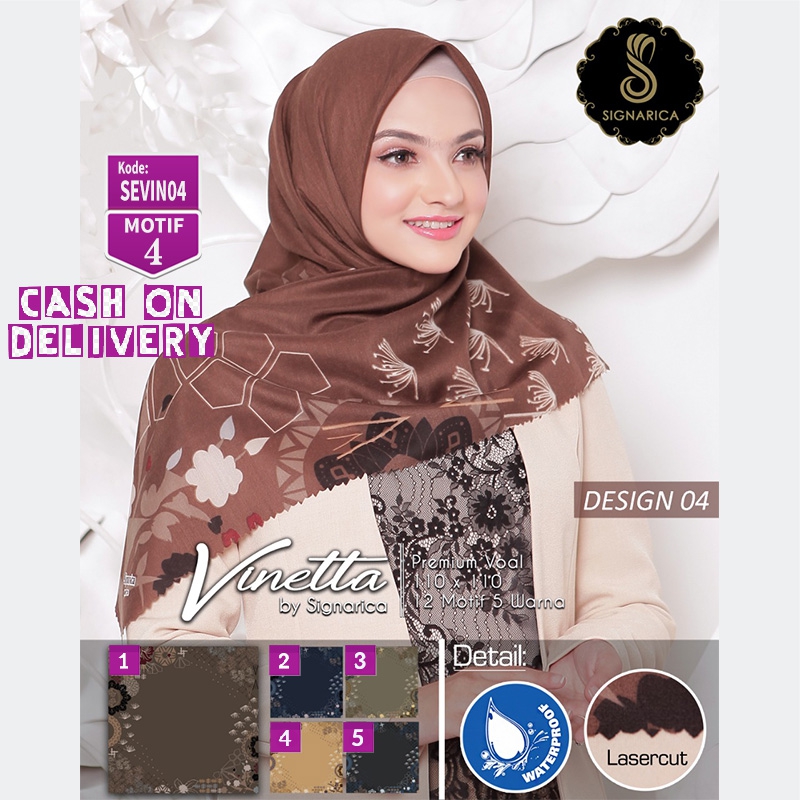 SIGNARICA
Kode:
SEVIN04
MOTIF
4
CASH ON
DELIVERY
DESIGN 04
Vinetta
by Signarica
Premium Voal
110 x 110
12 Motif 5 Warna
1
2
3
4
5
Detail:
WATERPROOF
Lasercut